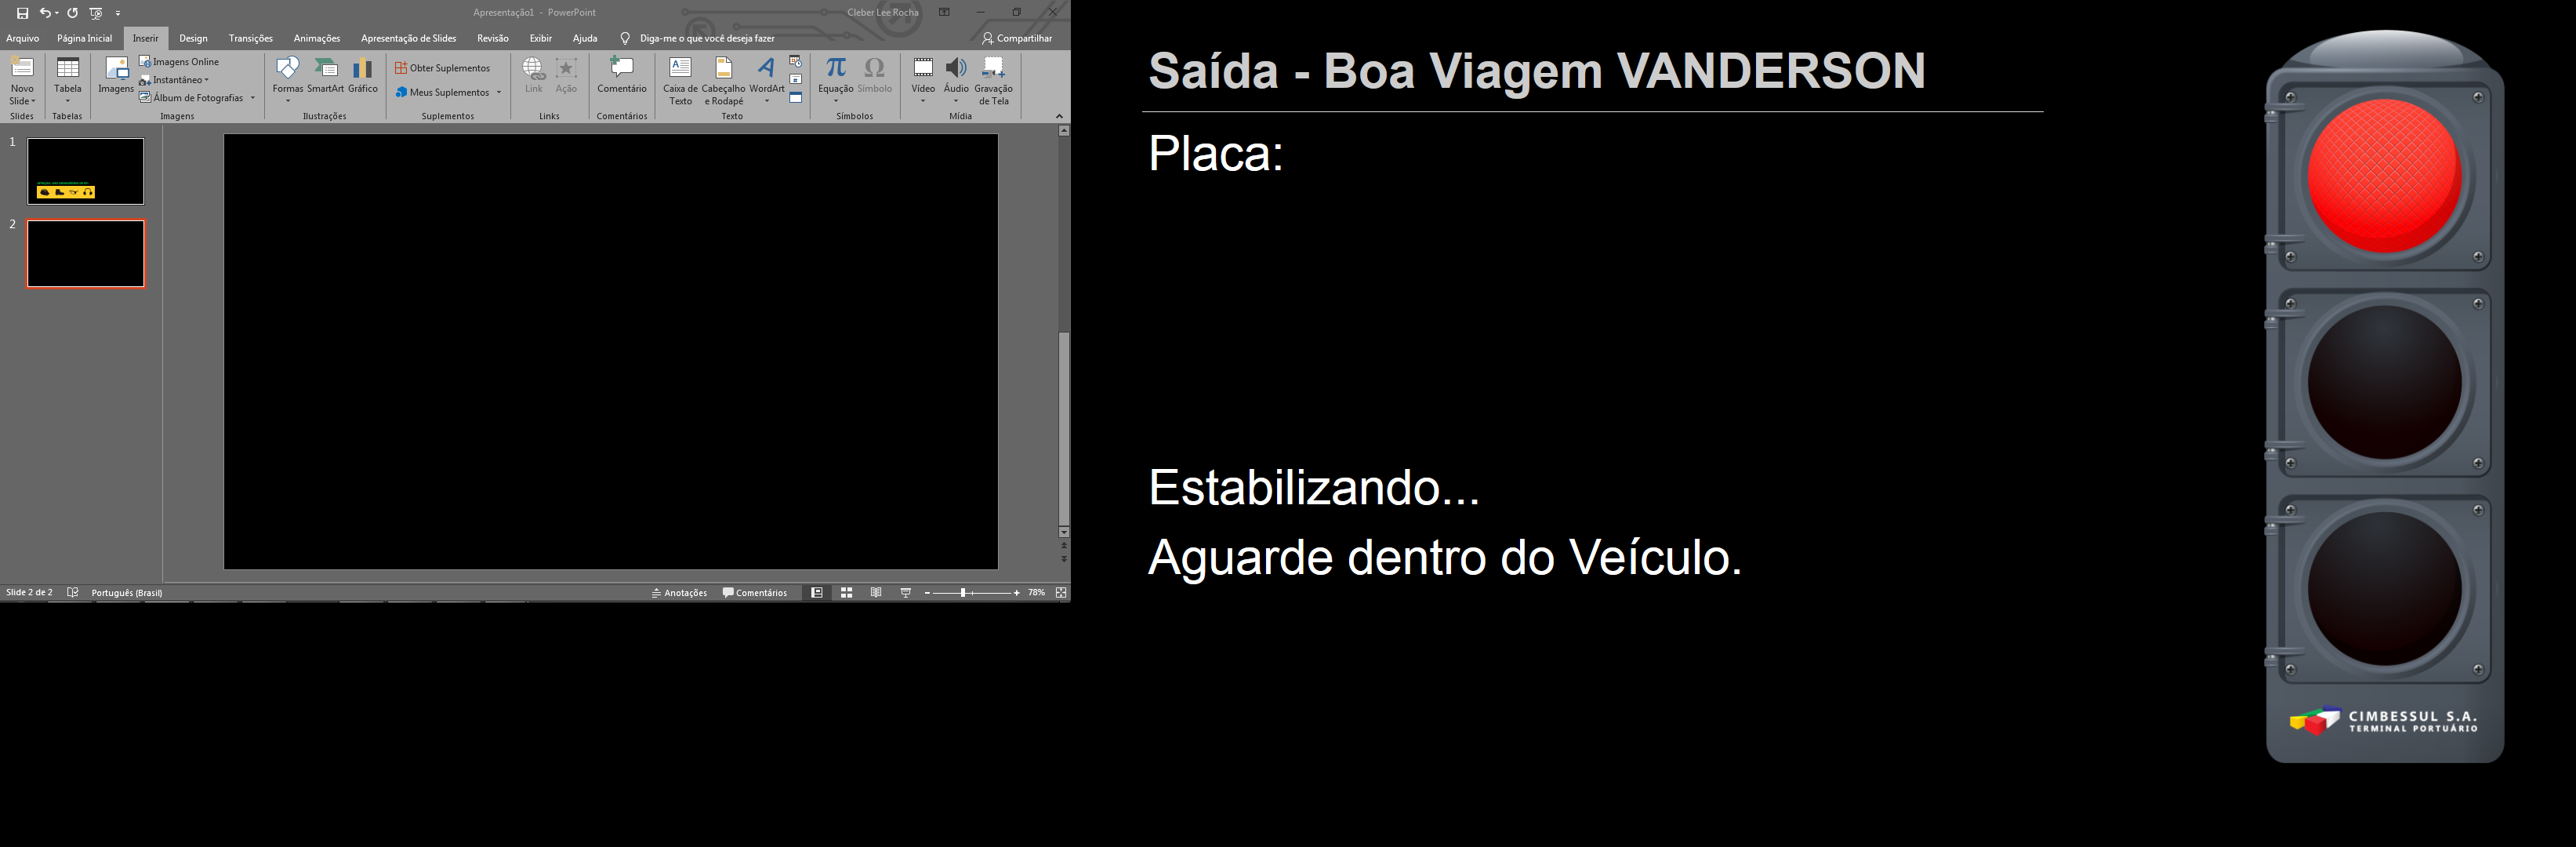 Apresentação1 - PowerPoint
Cleber Lee Rocha
Arquivo
Página Inicial
Inserir
Design
Transições
Animações
Apresentação de Slides
Revisão
Exibir
Ajuda
Diga-me o que você deseja fazer
Compartilhar
Novo Slide
Tabela
Imagens
Imagens Online
Instantâneo
Álbum de Fotografias
Formas
SmartArt
Gráfico
Obter Suplementos
Meus Suplementos
Link
Ação
Comentário
Caixa de Texto
Cabeçalho e Rodapé
WordArt
Equação
Símbolo
Vídeo
Áudio
Gravação de Tela
Slides
Tabelas
Imagens
Ilustrações
Suplementos
Links
Comentários
Texto
Símbolos
Mídia
1
2
Slide 2 de 2
Português (Brasil)
Anotações
Comentários
78%
Saída - Boa Viagem VANDERSON
Placa:
Estabilizando...
Aguarde dentro do Veículo.
CIMBESSUL S.A.
TERMINAL PORTUÁRIO